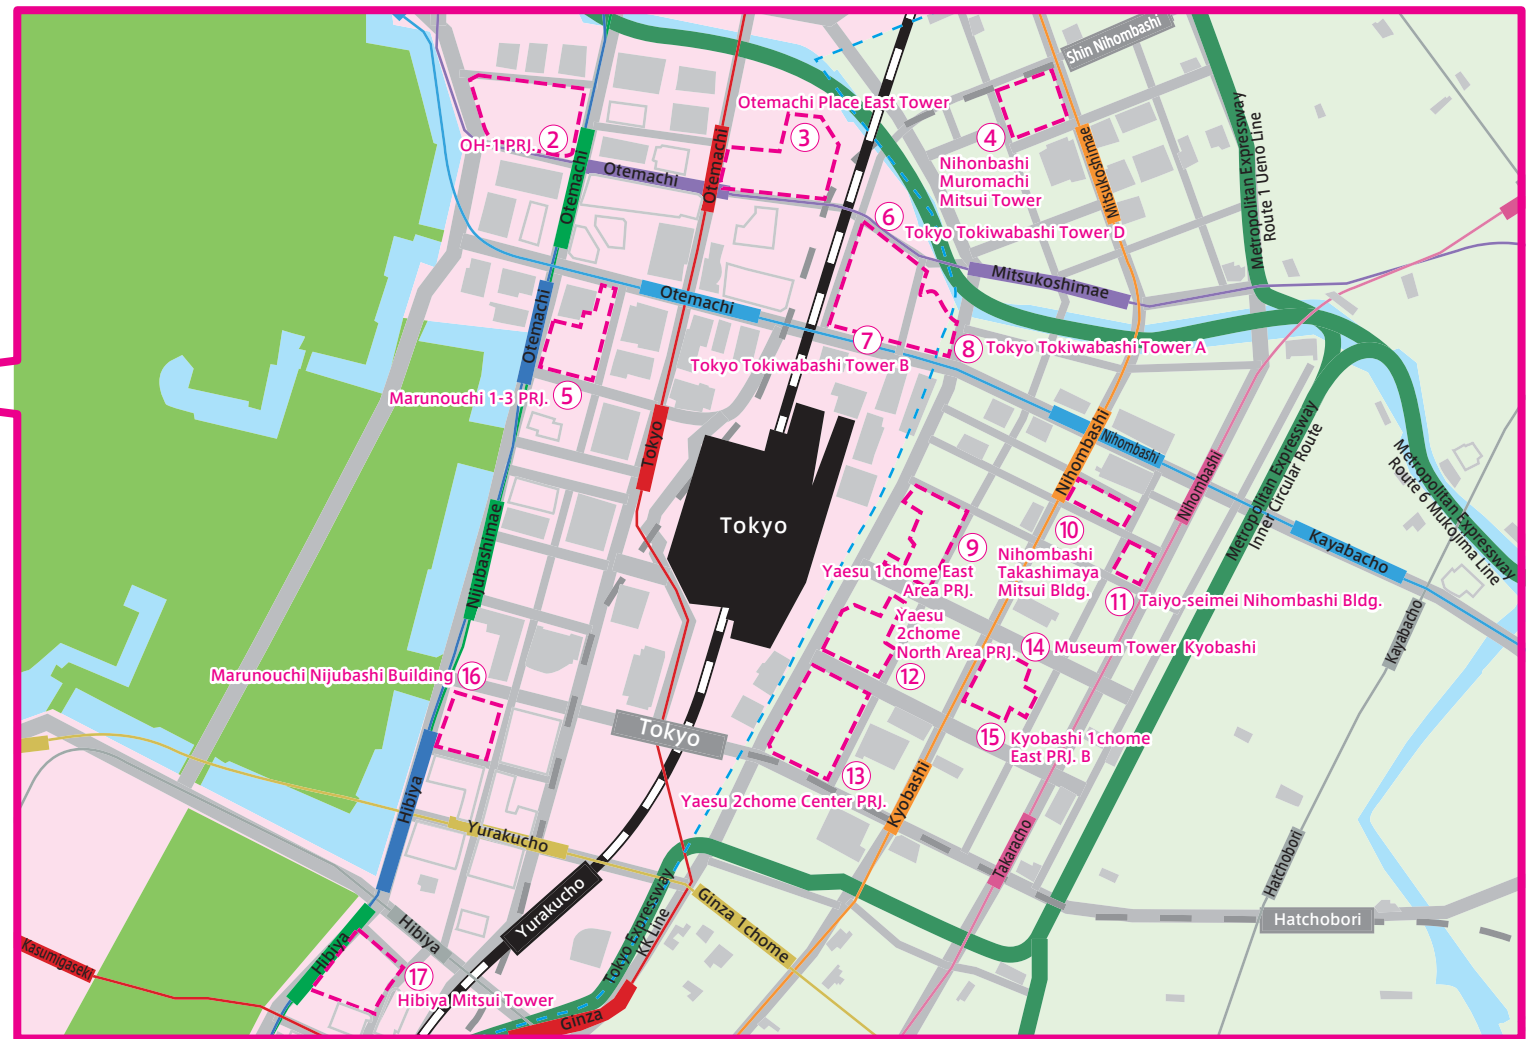 Shin Nihombashi
Otemachi Place East Tower
3
2
OH-1 PRJ.
4
Nihonbashi
Muromachi
Mitsui Tower
Otemachi
Otemachi
Otemachi
Mitsukoshimae
Metropolitan Expressway
Route 1 Ueno Line
6
Tokyo Tokiwabashi Tower D
Mitsukoshimae
Otemachi
Otemachi
7
Tokyo Tokiwabashi Tower B
8
Tokyo Tokiwabashi Tower A
Marunouchi 1-3 PRJ.
5
Tokyo
Tokyo
Nihombashi
Nihombashi
Nihombashi
Metropolitan Expressway
Inner Circular Route
Metropolitan Expressway
Route 6 Mukojima Line
Kayabacho
Kayabacho
Nijubashimae
9
Yaesu 1chome East
Area PRJ.
10
Nihombashi
Takashimaya
Mitsui Bldg.
11
Taiyo-seimei Nihombashi Bldg.
Yaesu
2chome
North Area PRJ.
12
14
Museum Tower Kyobashi
Marunouchi Nijubashi Building
16
Tokyo
15
Kyobashi 1chome
East PRJ. B
13
Yaesu 2chome Center PRJ.
Hibiya
Yurakucho
Kyobashi
Takaracho
Hatchobori
Hatchobori
Yurakucho
Ginza 1chome
Tokyo Expressway
KK Line
Hibiya
Hibiya
Kasumigaseki
17
Hibiya Mitsui Tower
Ginza